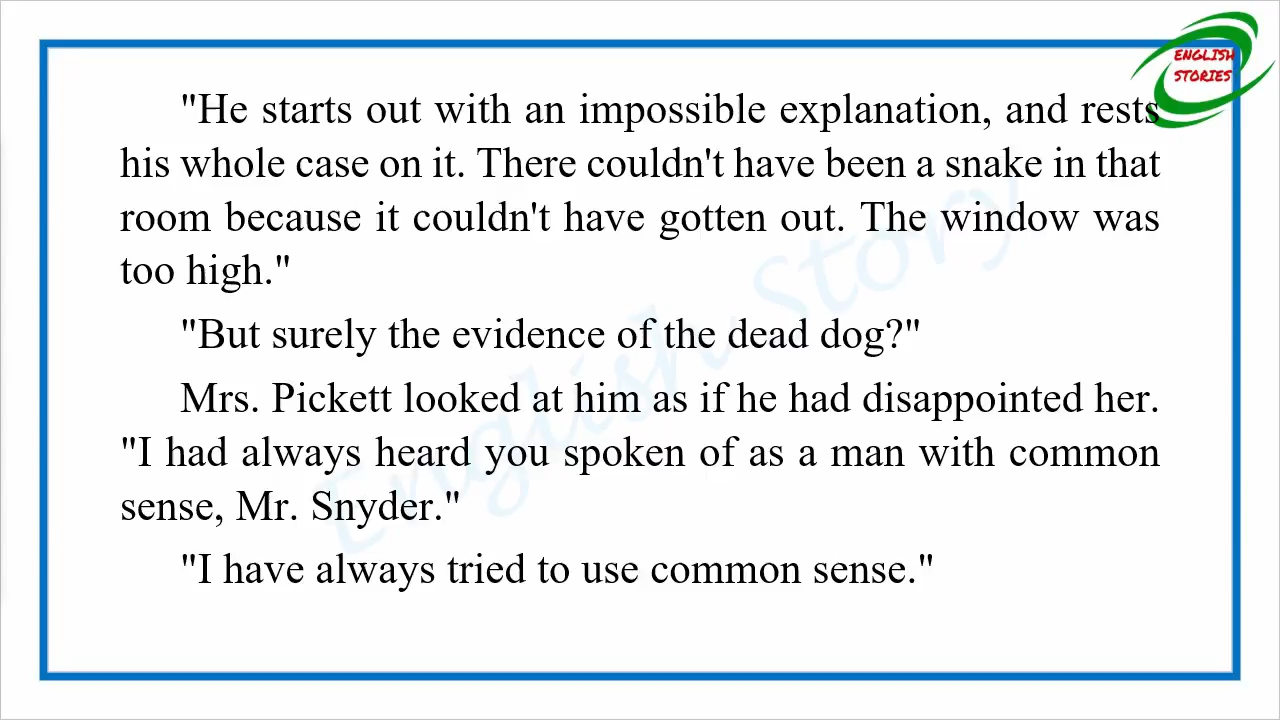 ENGLISH
STORIES
"He starts out with an impossible explanation, and rests
his whole case on it. There couldn't have been a snake in that
room because it couldn't have gotten out. The window was
too high."
"But surely the evidence of the dead dog?"
Mrs. Pickett looked at him as if he had disappointed her.
"I had always heard you spoken of as a man with common
sense, Mr. Snyder."
"I have always tried to use common sense."
English Story